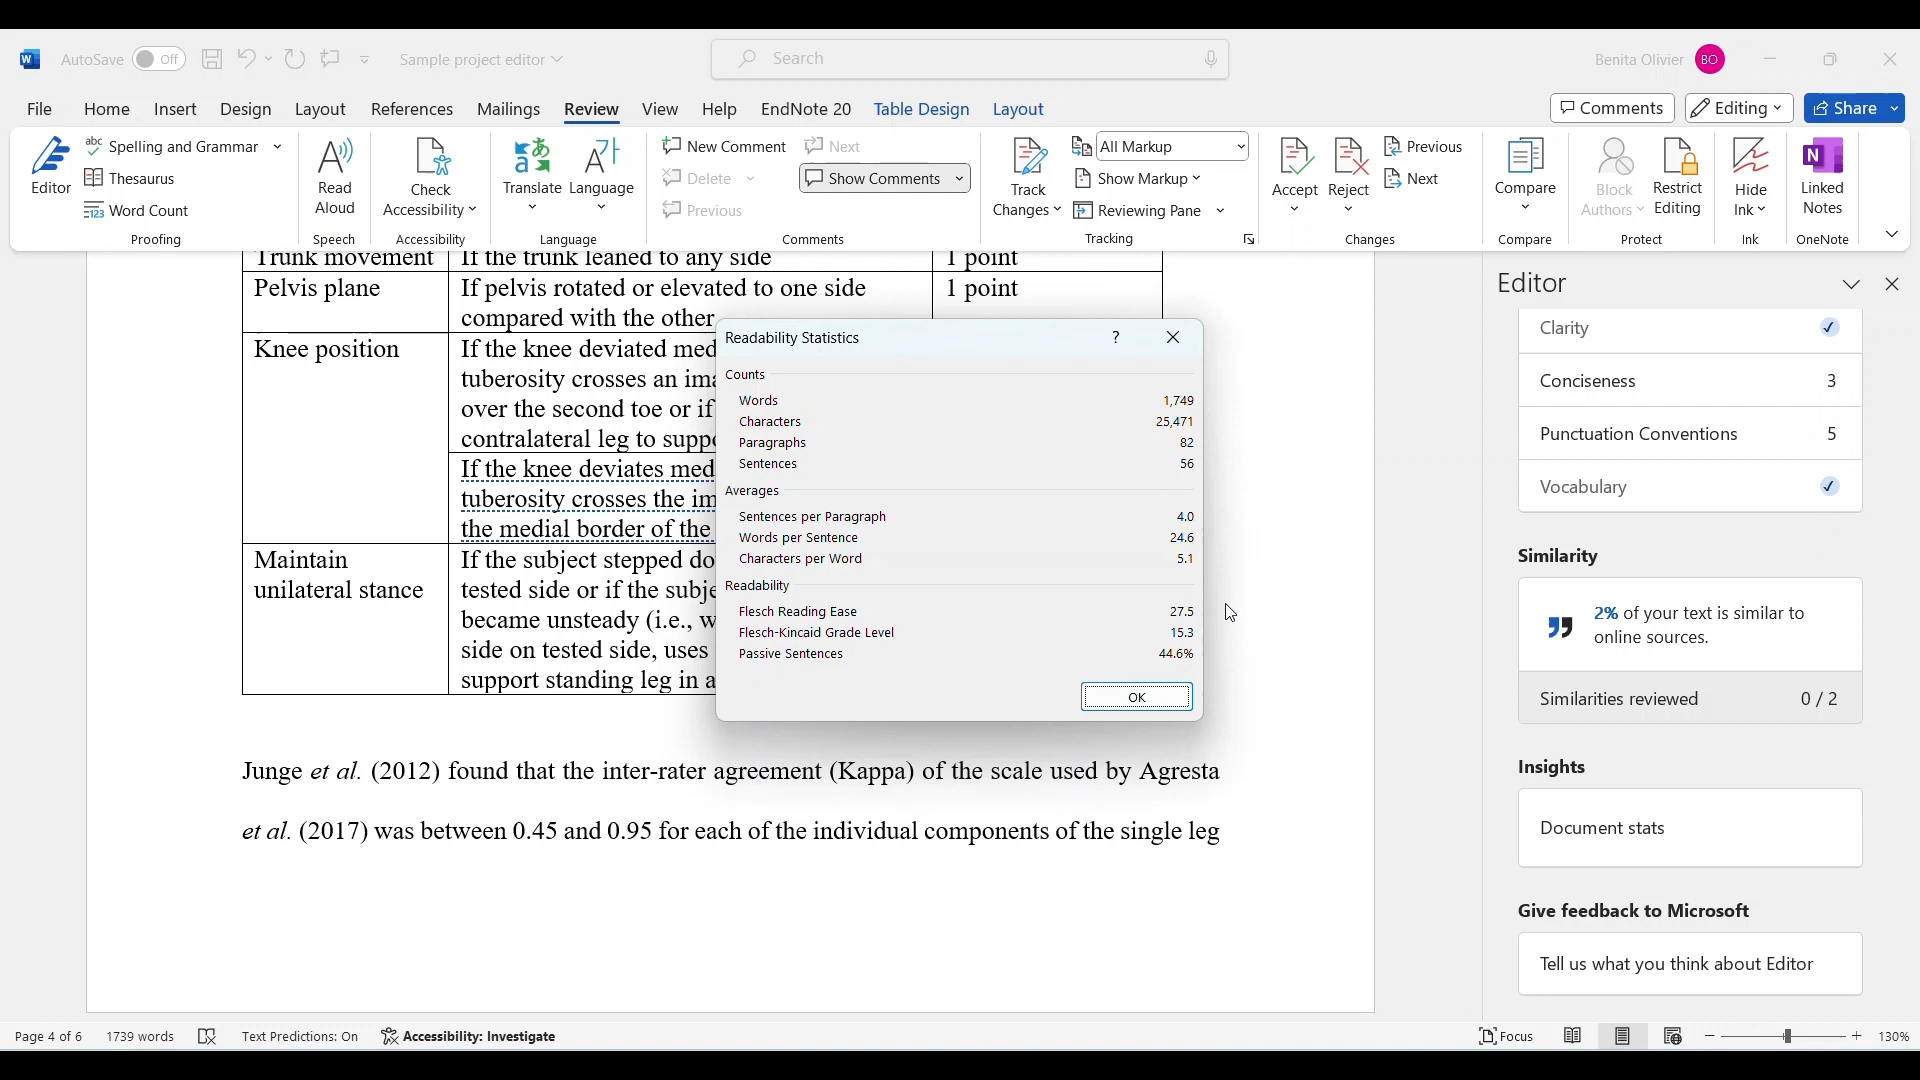 AutoSave Off Sample project editor Search Benita Olivier BO
File Home Insert Design Layout References Mailings Review View Help EndNote 20 Table Design Layout Comments Editing Share
Editor
abc Spelling and Grammar
Thesaurus
123 Word Count
Proofing
Read Aloud
Speech
Check Accessibility
Accessibility
Translate
Language
Language
New Comment
Delete
Previous
Next
Show Comments
Comments
Track Changes
All Markup
Show Markup
Reviewing Pane
Tracking
Accept
Reject
Previous
Next
Changes
Compare
Compare
Block Authors
Restrict Editing
Protect
Hide Ink
Ink
Linked Notes
OneNote
Trunk movement If the trunk leaned to any side 1 point
Pelvis plane If pelvis rotated or elevated to one side 1 point
compared with the other
Knee position If the knee deviated med
tuberosity crosses an ima
over the second toe or if
contralateral leg to suppo
If the knee deviates med
tuberosity crosses the im
the medial border of the
Maintain If the subject stepped do
unilateral stance tested side or if the subje
became unsteady (i.e., w
side on tested side, uses
support standing leg in a
Junge et al. (2012) found that the inter-rater agreement (Kappa) of the scale used by Agresta
et al. (2017) was between 0.45 and 0.95 for each of the individual components of the single leg
Readability Statistics ?
Counts
Words 1,749
Characters 25,471
Paragraphs 82
Sentences 56
Averages
Sentences per Paragraph 4.0
Words per Sentence 24.6
Characters per Word 5.1
Readability
Flesch Reading Ease 27.5
Flesch-Kincaid Grade Level 15.3
Passive Sentences 44.6%
OK
Editor
Clarity
Conciseness 3
Punctuation Conventions 5
Vocabulary
Similarity
2% of your text is similar to
online sources.
Similarities reviewed 0 / 2
Insights
Document stats
Give feedback to Microsoft
Tell us what you think about Editor
Page 4 of 6 1739 words Text Predictions: On Accessibility: Investigate Focus 130%